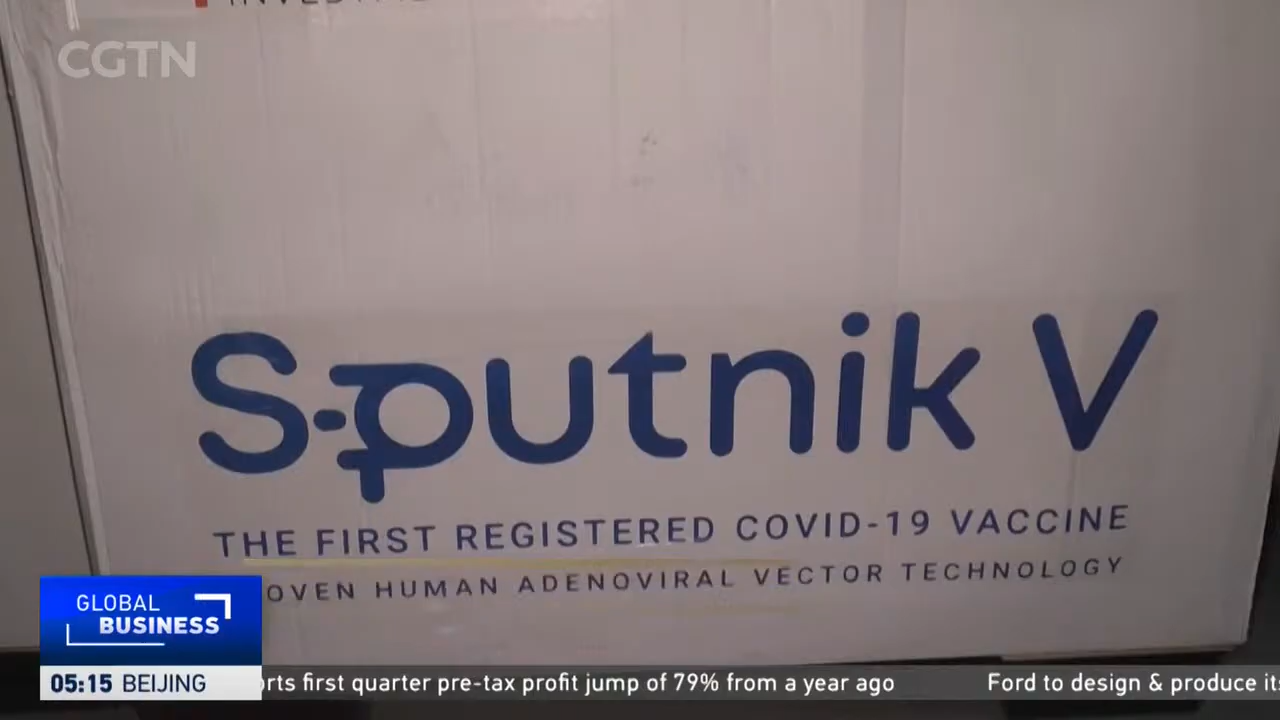 CGTN
Sputnik V
THE FIRST REGISTERED COVID-19 VACCINE
OVEN HUMAN ADENOVIRAL VECTOR TECHNOLOGY
GLOBAL
BUSINESS
05:15 BEIJING
orts first quarter pre-tax profit jump of 79% from a year ago Ford to design & produce its